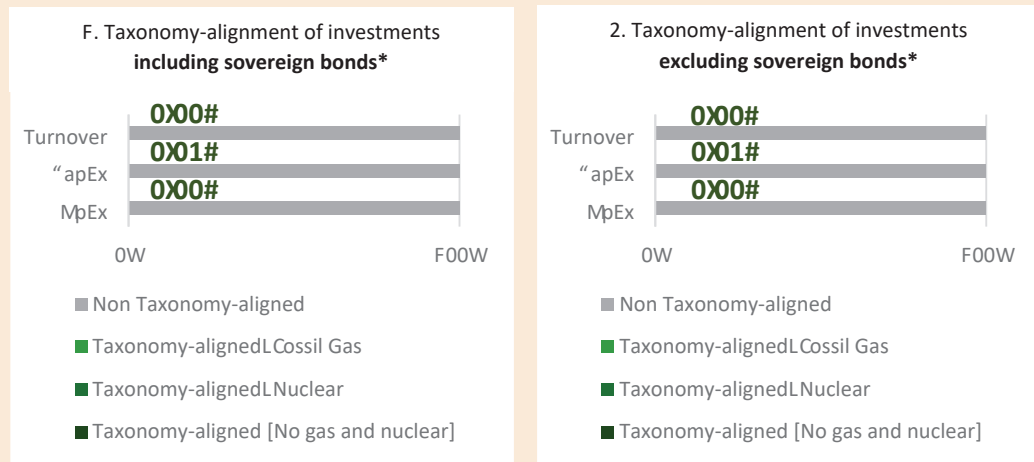 F. Taxonomy-alignment of investments
including sovereign bonds*
0X00#
Turnover
0X01#
“apEx
0X00#
MpEx
0W F00W
Non Taxonomy-aligned
Taxonomy-alignedLCossil Gas
Taxonomy-alignedLNuclear
Taxonomy-aligned [No gas and nuclear]
2. Taxonomy-alignment of investments
excluding sovereign bonds*
0X00#
Turnover
0X01#
“apEx
0X00#
MpEx
0W F00W
Non Taxonomy-aligned
Taxonomy-alignedLCossil Gas
Taxonomy-alignedLNuclear
Taxonomy-aligned [No gas and nuclear]